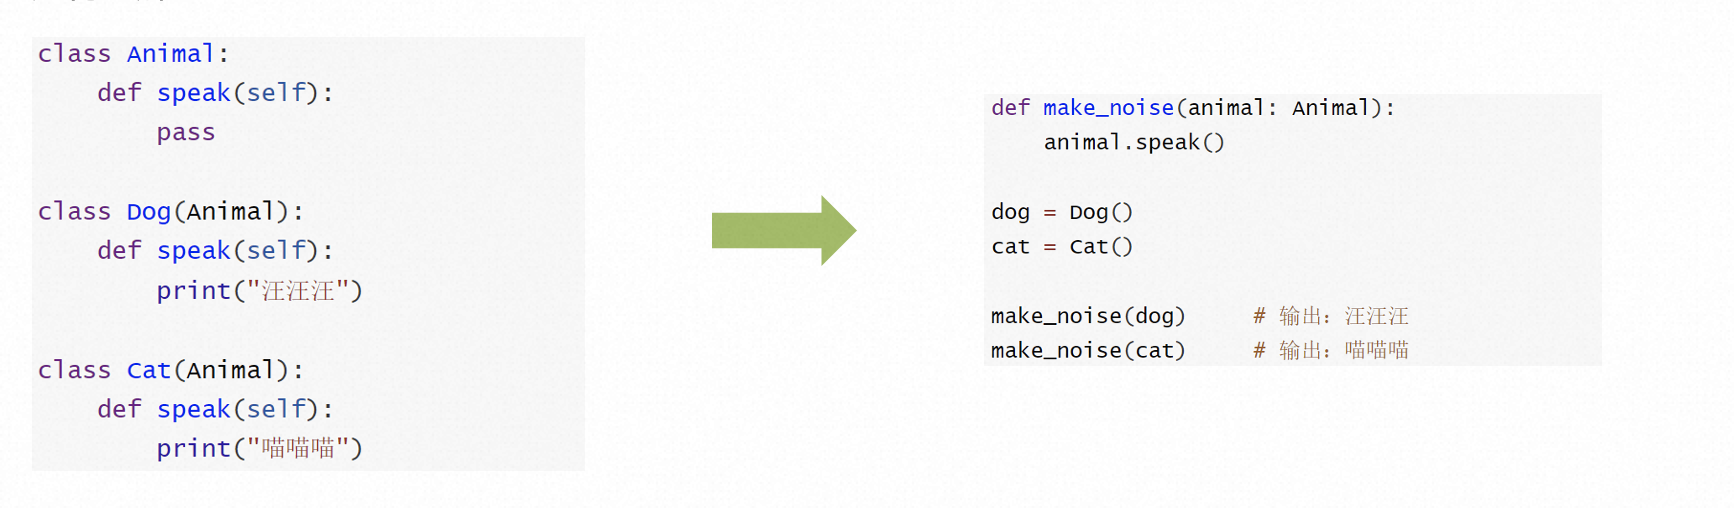 class Animal:
    def speak(self):
        pass
class Dog(Animal):
    def speak(self):
        print("汪汪汪")
class Cat(Animal):
    def speak(self):
        print("喵喵喵")
def make_noise(animal: Animal):
    animal.speak()
dog = Dog()
cat = Cat()
make_noise(dog)     # 输出：汪汪汪
make_noise(cat)     # 输出：喵喵喵